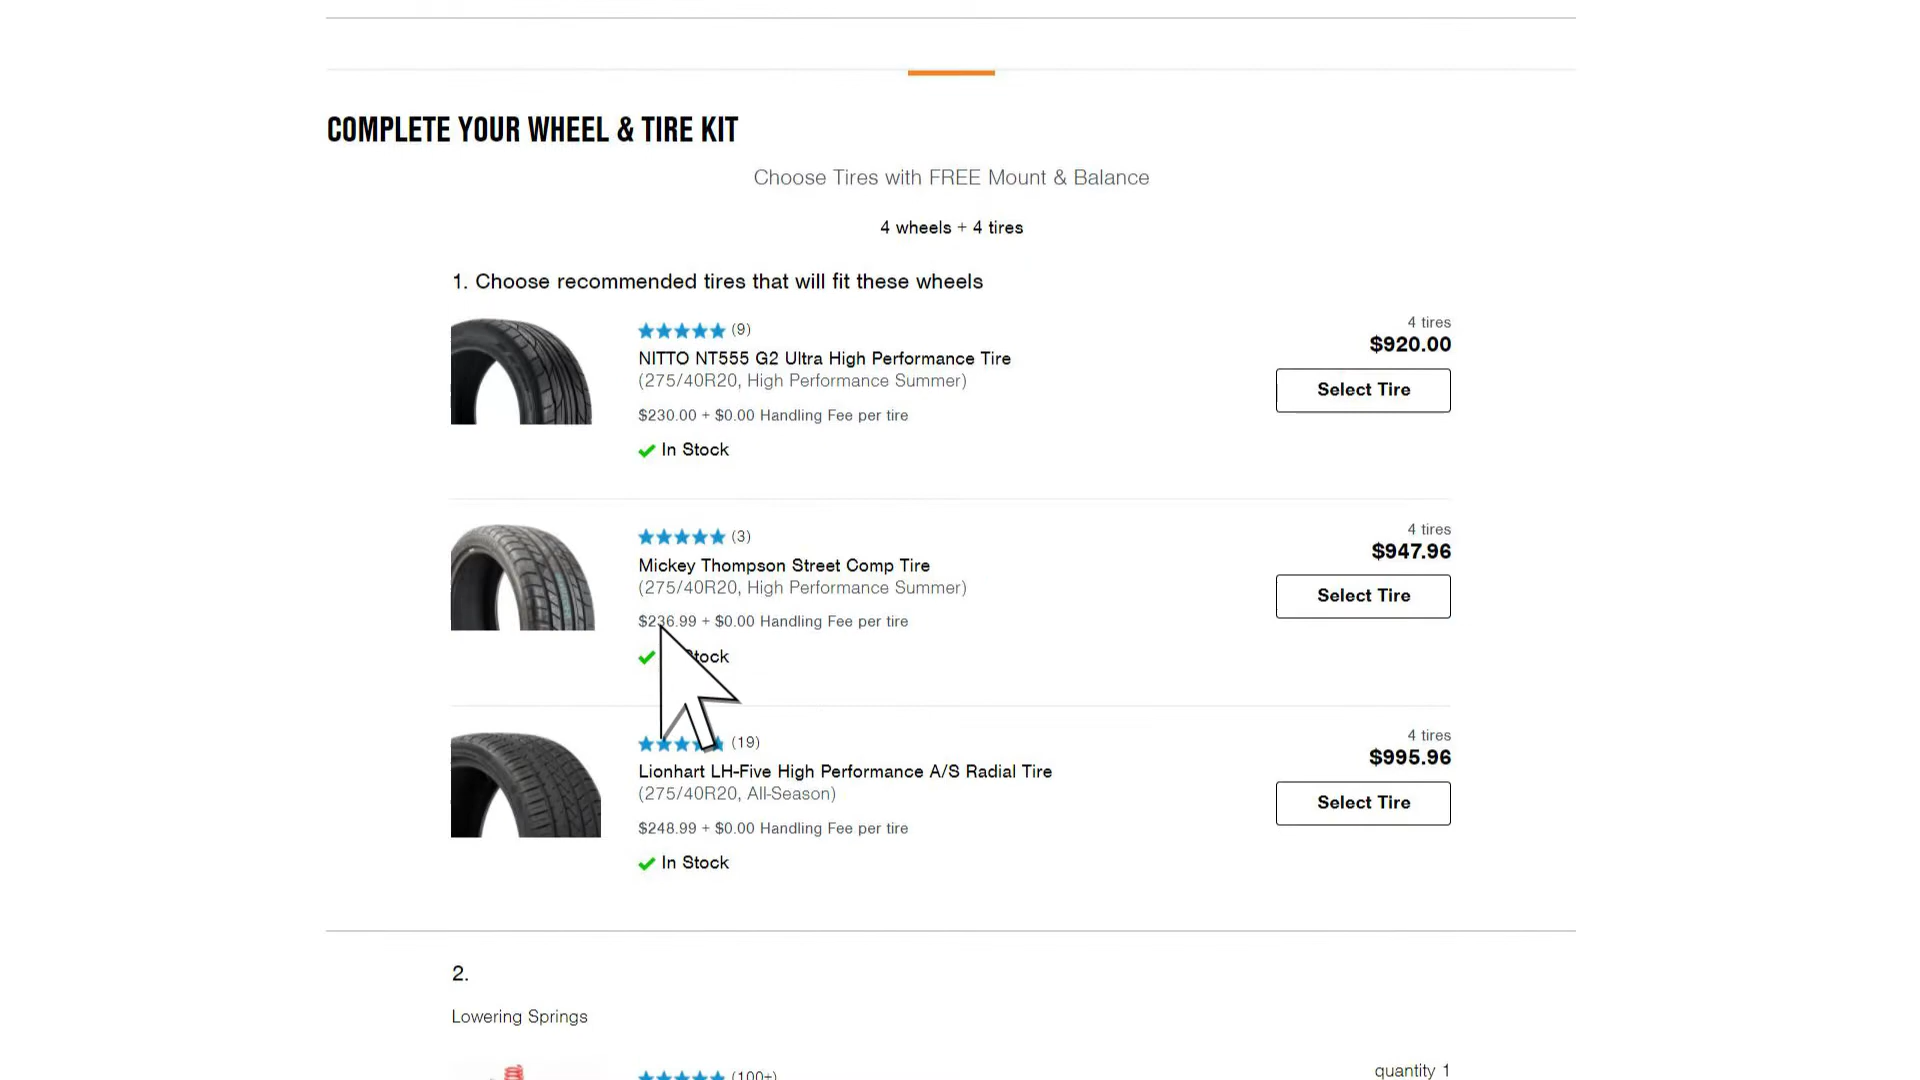 COMPLETE YOUR WHEEL & TIRE KIT
Choose Tires with FREE Mount & Balance
4 wheels + 4 tires
1. Choose recommended tires that will fit these wheels
(9)
NITTO NT555 G2 Ultra High Performance Tire
(275/40R20, High Performance Summer)
$230.00 + $0.00 Handling Fee per tire
In Stock
4 tires
$920.00
Select Tire
(3)
Mickey Thompson Street Comp Tire
(275/40R20, High Performance Summer)
$236.99 + $0.00 Handling Fee per tire
Stock
4 tires
$947.96
Select Tire
(19)
Lionhart LH-Five High Performance A/S Radial Tire
(275/40R20, All-Season)
$248.99 + $0.00 Handling Fee per tire
In Stock
4 tires
$995.96
Select Tire
2.
Lowering Springs
(100+)
quantity 1